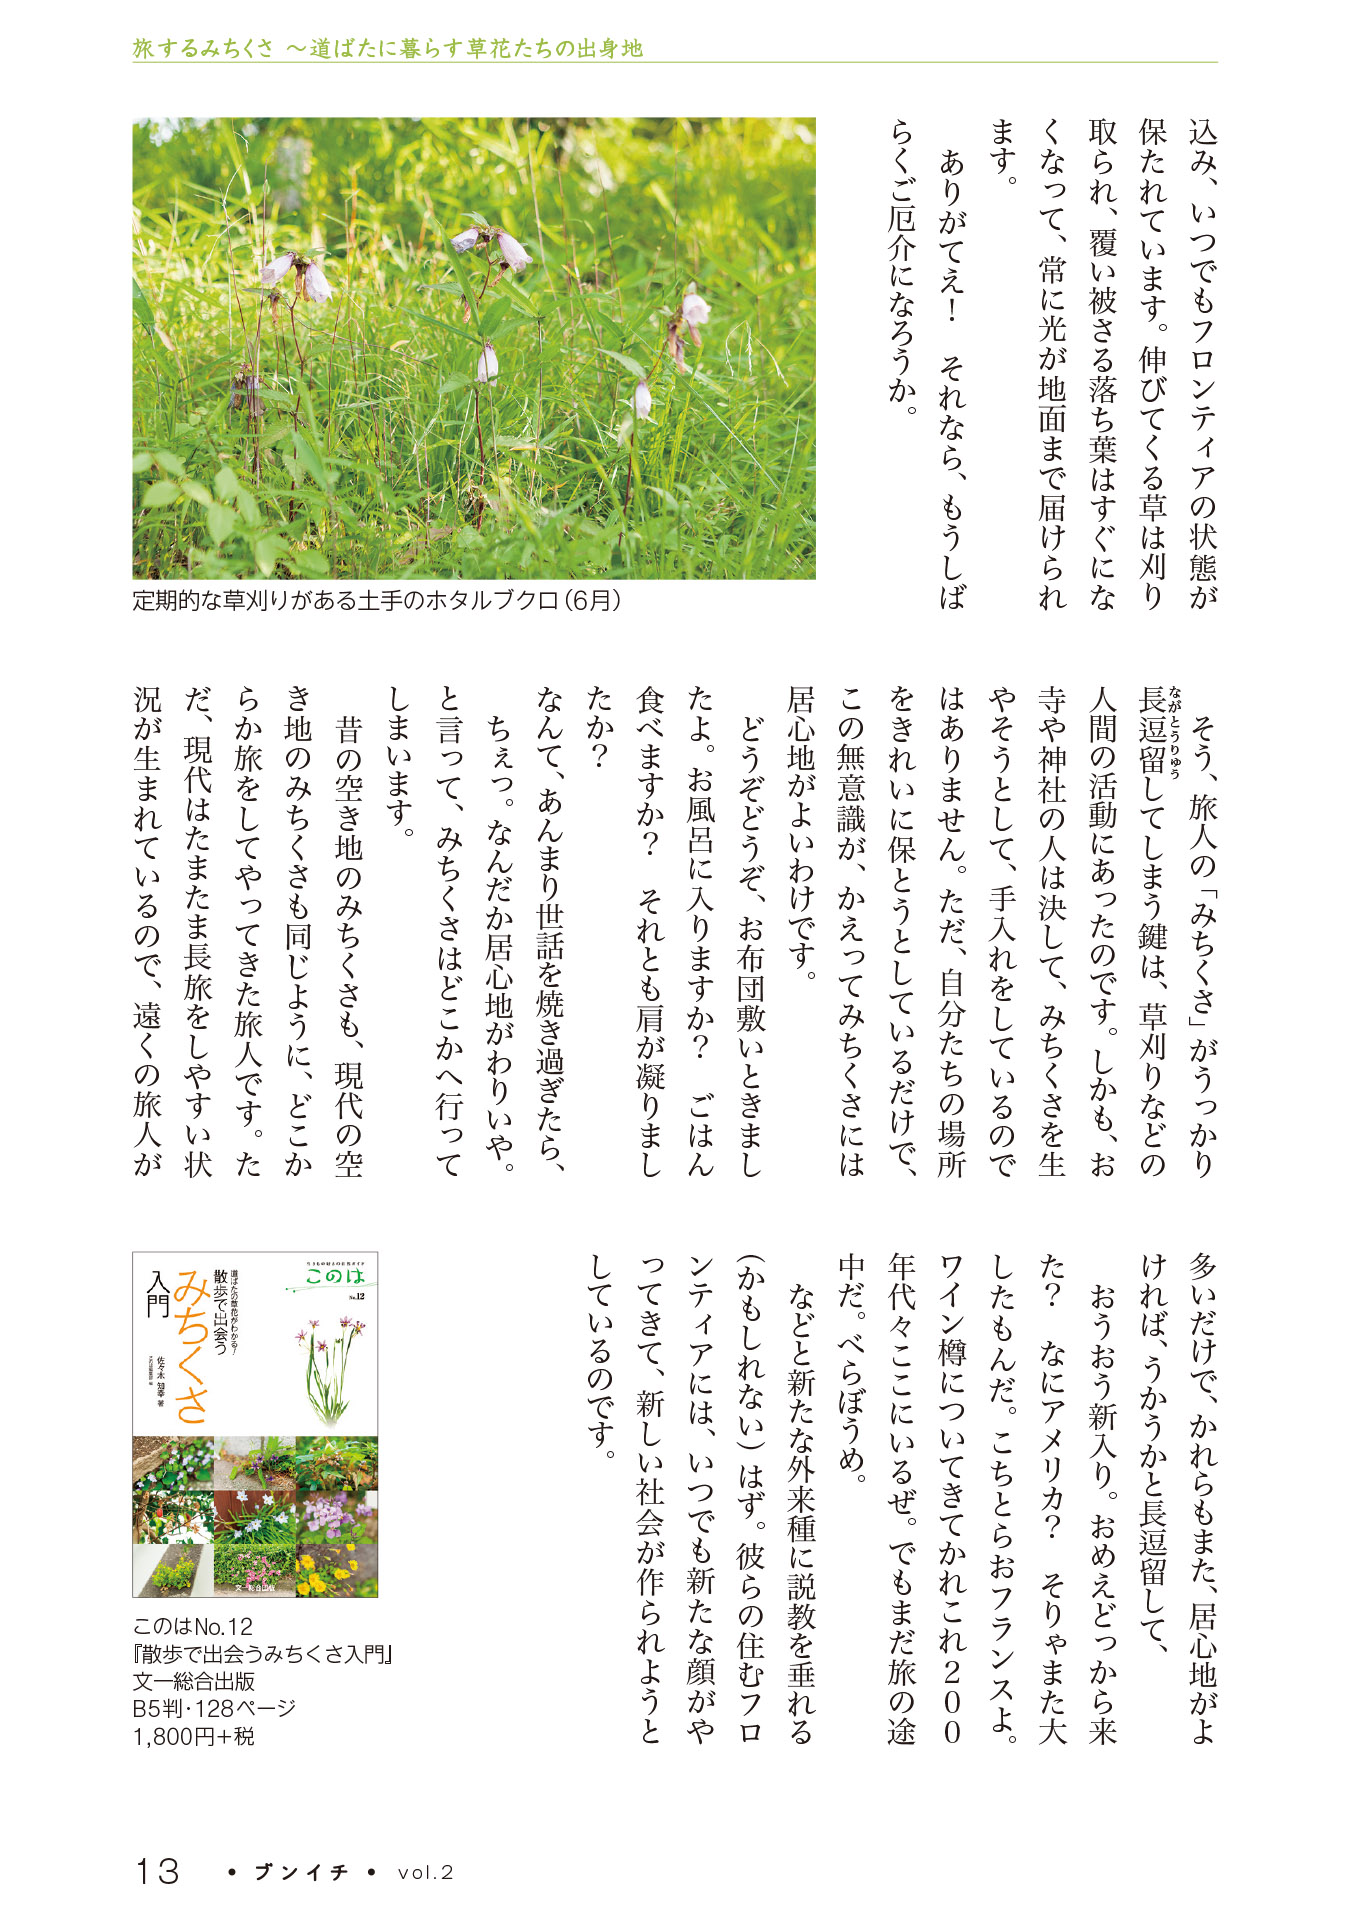 旅するみちくさ ～道ばたに暮らす草花たちの出身地
込み、いつでもフロンティアの状態が
保たれています。伸びてくる草は刈り
取られ、覆い被さる落ち葉はすぐにな
くなって、常に光が地面まで届けられ
ます。
　ありがてえ！　それなら、もうしば
らくご厄介になろうか。
定期的な草刈りがある土手のホタルブクロ（6月）
　そう、旅人の「みちくさ」がうっかり
長逗留してしまう鍵は、草刈りなどの
ながとうりゅう
人間の活動にあったのです。しかも、お
寺や神社の人は決して、みちくさを生
やそうとして、手入れをしているので
はありません。ただ、自分たちの場所
をきれいに保とうとしているだけで、
この無意識が、かえってみちくさには
居心地がよいわけです。
　どうぞどうぞ、お布団敷いときまし
たよ。お風呂に入りますか？　ごはん
食べますか？　それとも肩が凝りまし
たか？
なんて、あんまり世話を焼き過ぎたら、
　ちぇっ。なんだか居心地がわりいや。
と言って、みちくさはどこかへ行って
しまいます。
　昔の空き地のみちくさも、現代の空
き地のみちくさも同じように、どこか
らか旅をしてやってきた旅人です。た
だ、現代はたまたま長旅をしやすい状
況が生まれているので、遠くの旅人が
多いだけで、かれらもまた、居心地がよ
ければ、うかうかと長逗留して、
　おうおう新入り。おめえどっから来
た？　なにアメリカ？　そりゃまた大
したもんだ。こちとらおフランスよ。
ワイン樽についてきてかれこれ200
年代々ここにいるぜ。でもまだ旅の途
中だ。べらぼうめ。
　などと新たな外来種に説教を垂れる
（かもしれない）はず。彼らの住むフロ
ンティアには、いつでも新たな顔がや
ってきて、新しい社会が作られようと
しているのです。
このは
No.12
道ばたの草花がわかる！
散歩で出会う
みちくさ
入門
佐々木 知幸 著
文一総合出版
このはNo.12
『散歩で出会うみちくさ入門』
文一総合出版
B5判・128ページ
1,800円＋税
13 ・ブンイチ・ vol.2